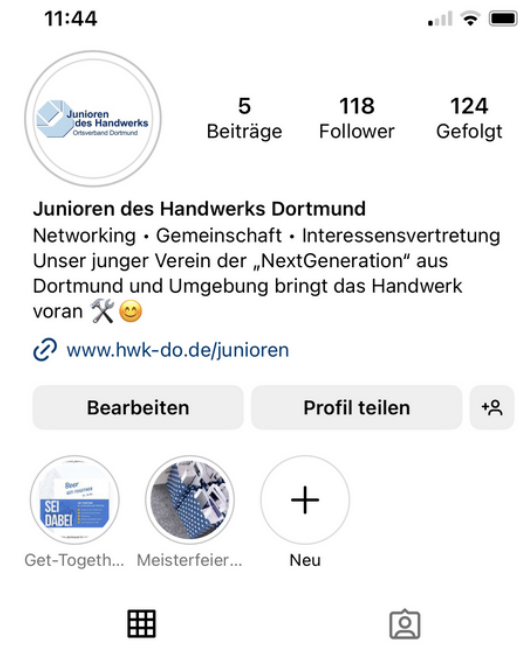 11:44
Junioren
des Handwerks
Ortsverband Dortmund
5
Beiträge
118
Follower
124
Gefolgt
Junioren des Handwerks Dortmund
Networking • Gemeinschaft • Interessensvertretung
Unser junger Verein der „NextGeneration“ aus
Dortmund und Umgebung bringt das Handwerk
voran 🛠️😊
www.hwk-do.de/junioren
Bearbeiten
Profil teilen
Beer
SEI
DABEI
Get-Togeth...
Meisterfeier...
Neu